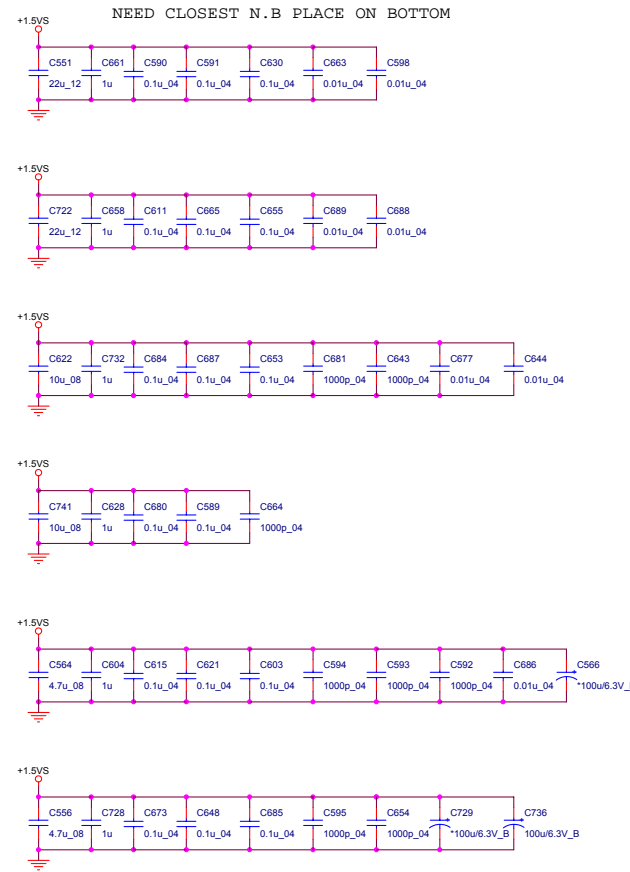 NEED CLOSEST N.B PLACE ON BOTTOM
+1.5VS
C551 C661 C590 C591 C630 C663 C598
22u_12 1u 0.1u_04 0.1u_04 0.1u_04 0.01u_04 0.01u_04
+1.5VS
C722 C658 C611 C665 C655 C689 C688
22u_12 1u 0.1u_04 0.1u_04 0.1u_04 0.01u_04 0.01u_04
+1.5VS
C622 C732 C684 C687 C653 C681 C643 C677 C644
10u_08 1u 0.1u_04 0.1u_04 0.1u_04 1000p_04 1000p_04 0.01u_04 0.01u_04
+1.5VS
C741 C628 C680 C589 C664
10u_08 1u 0.1u_04 0.1u_04 1000p_04
+1.5VS
C564 C604 C615 C621 C603 C594 C593 C592 C686 C566
4.7u_08 1u 0.1u_04 0.1u_04 0.1u_04 1000p_04 1000p_04 1000p_04 0.01u_04 *100u/6.3V_
+1.5VS
C556 C728 C673 C648 C685 C595 C654 C729 C736
4.7u_08 1u 0.1u_04 0.1u_04 0.1u_04 1000p_04 1000p_04 *100u/6.3V_B 100u/6.3V_B